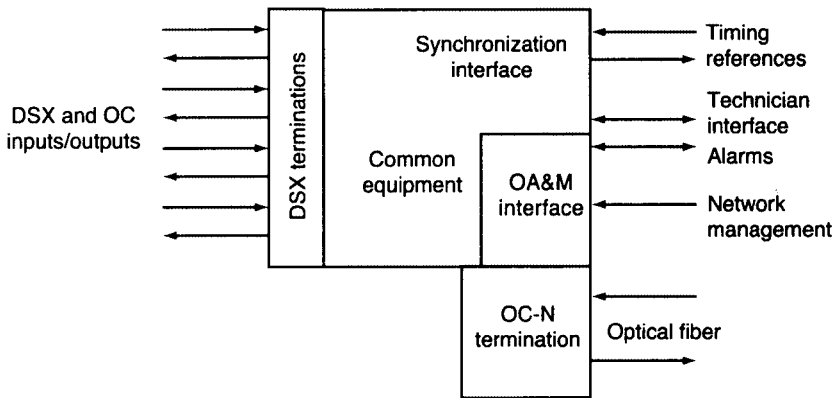 DSX and OC
inputs/outputs
DSX terminations
Synchronization
interface
Common
equipment
OA&M
interface
OC-N
termination
Timing
references
Technician
interface
Alarms
Network
management
Optical fiber